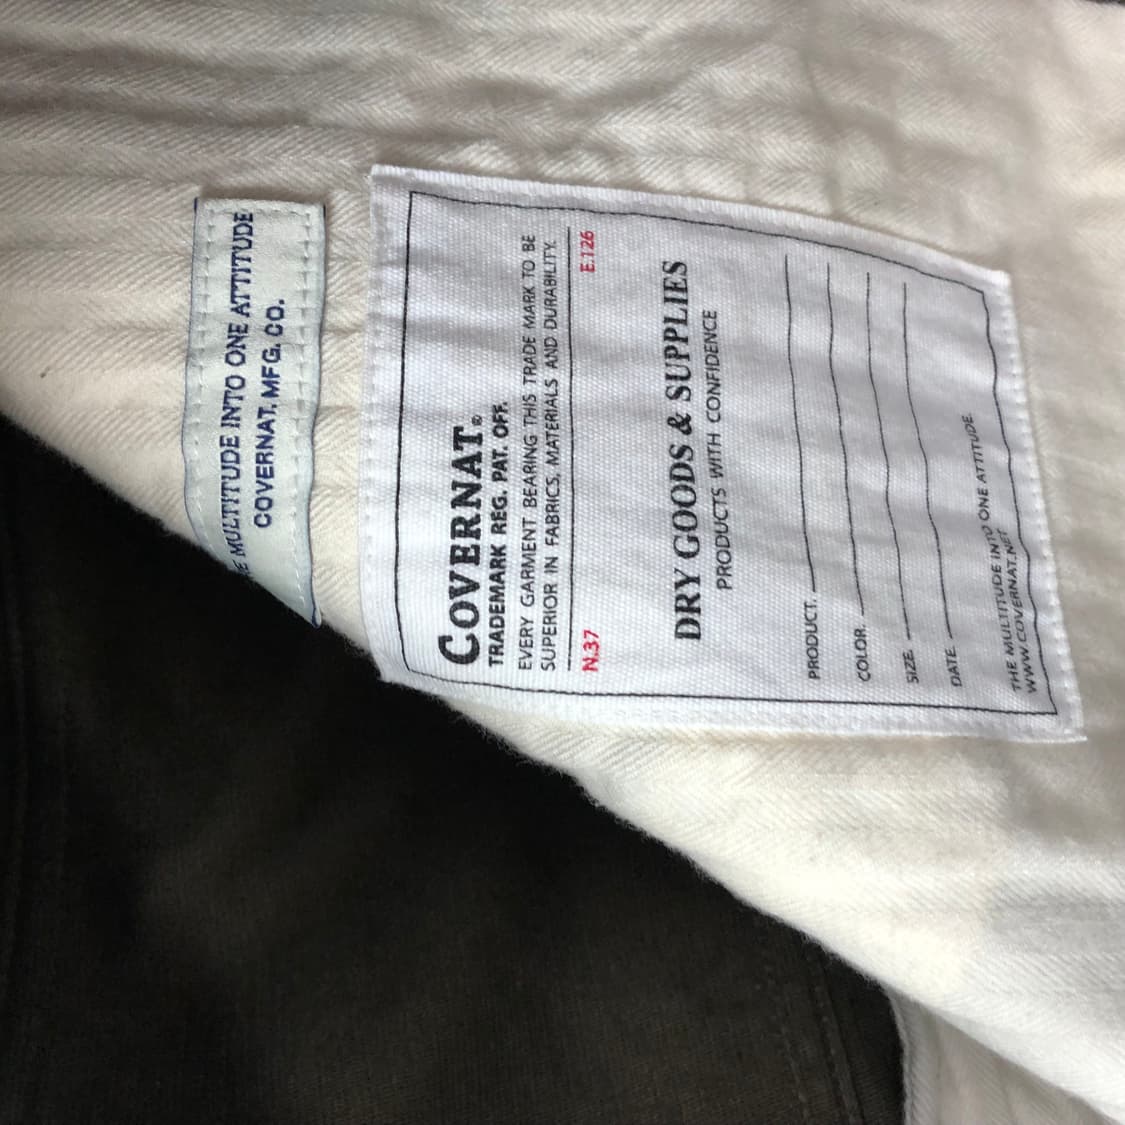 MULTITUDE INTO ONE ATTITUDE
COVERNAT. MFG. CO.
COVERNAT®
TRADEMARK REG. PAT. OFF.
EVERY GARMENT BEARING THIS TRADE MARK TO BE
SUPERIOR IN FABRICS, MATERIALS AND DURABILITY.
N.37 E.126
DRY GOODS & SUPPLIES
PRODUCTS WITH CONFIDENCE
PRODUCT.
COLOR.
SIZE.
DATE.
THE MULTITUDE INTO ONE ATTITUDE.
WWW.COVERNAT.NET